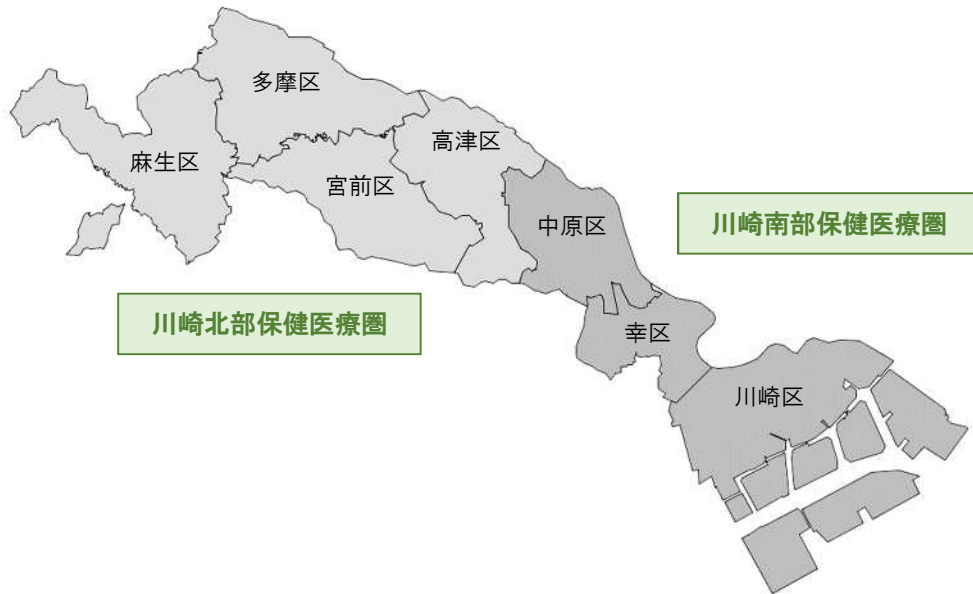 多摩区
高津区
麻生区
宮前区
中原区
川崎南部保健医療圏
川崎北部保健医療圏
幸区
川崎区